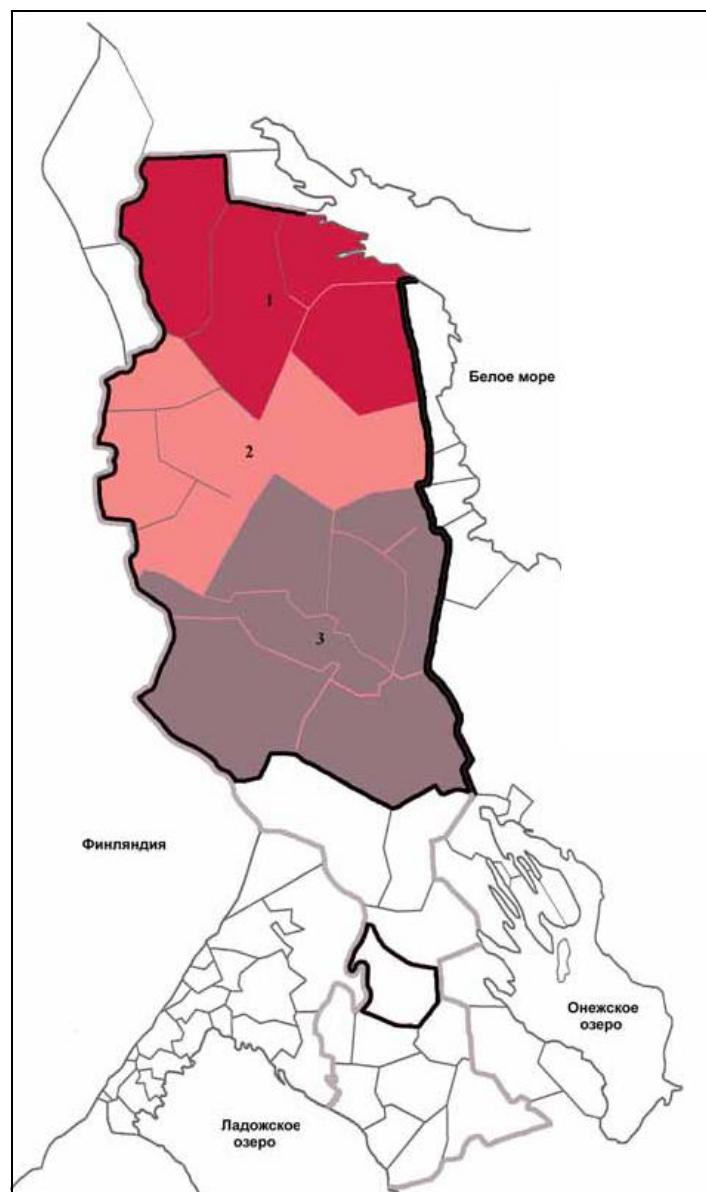 1
Белое море
2
3
Финляндия
Онежское
озеро
Ладожское
озеро